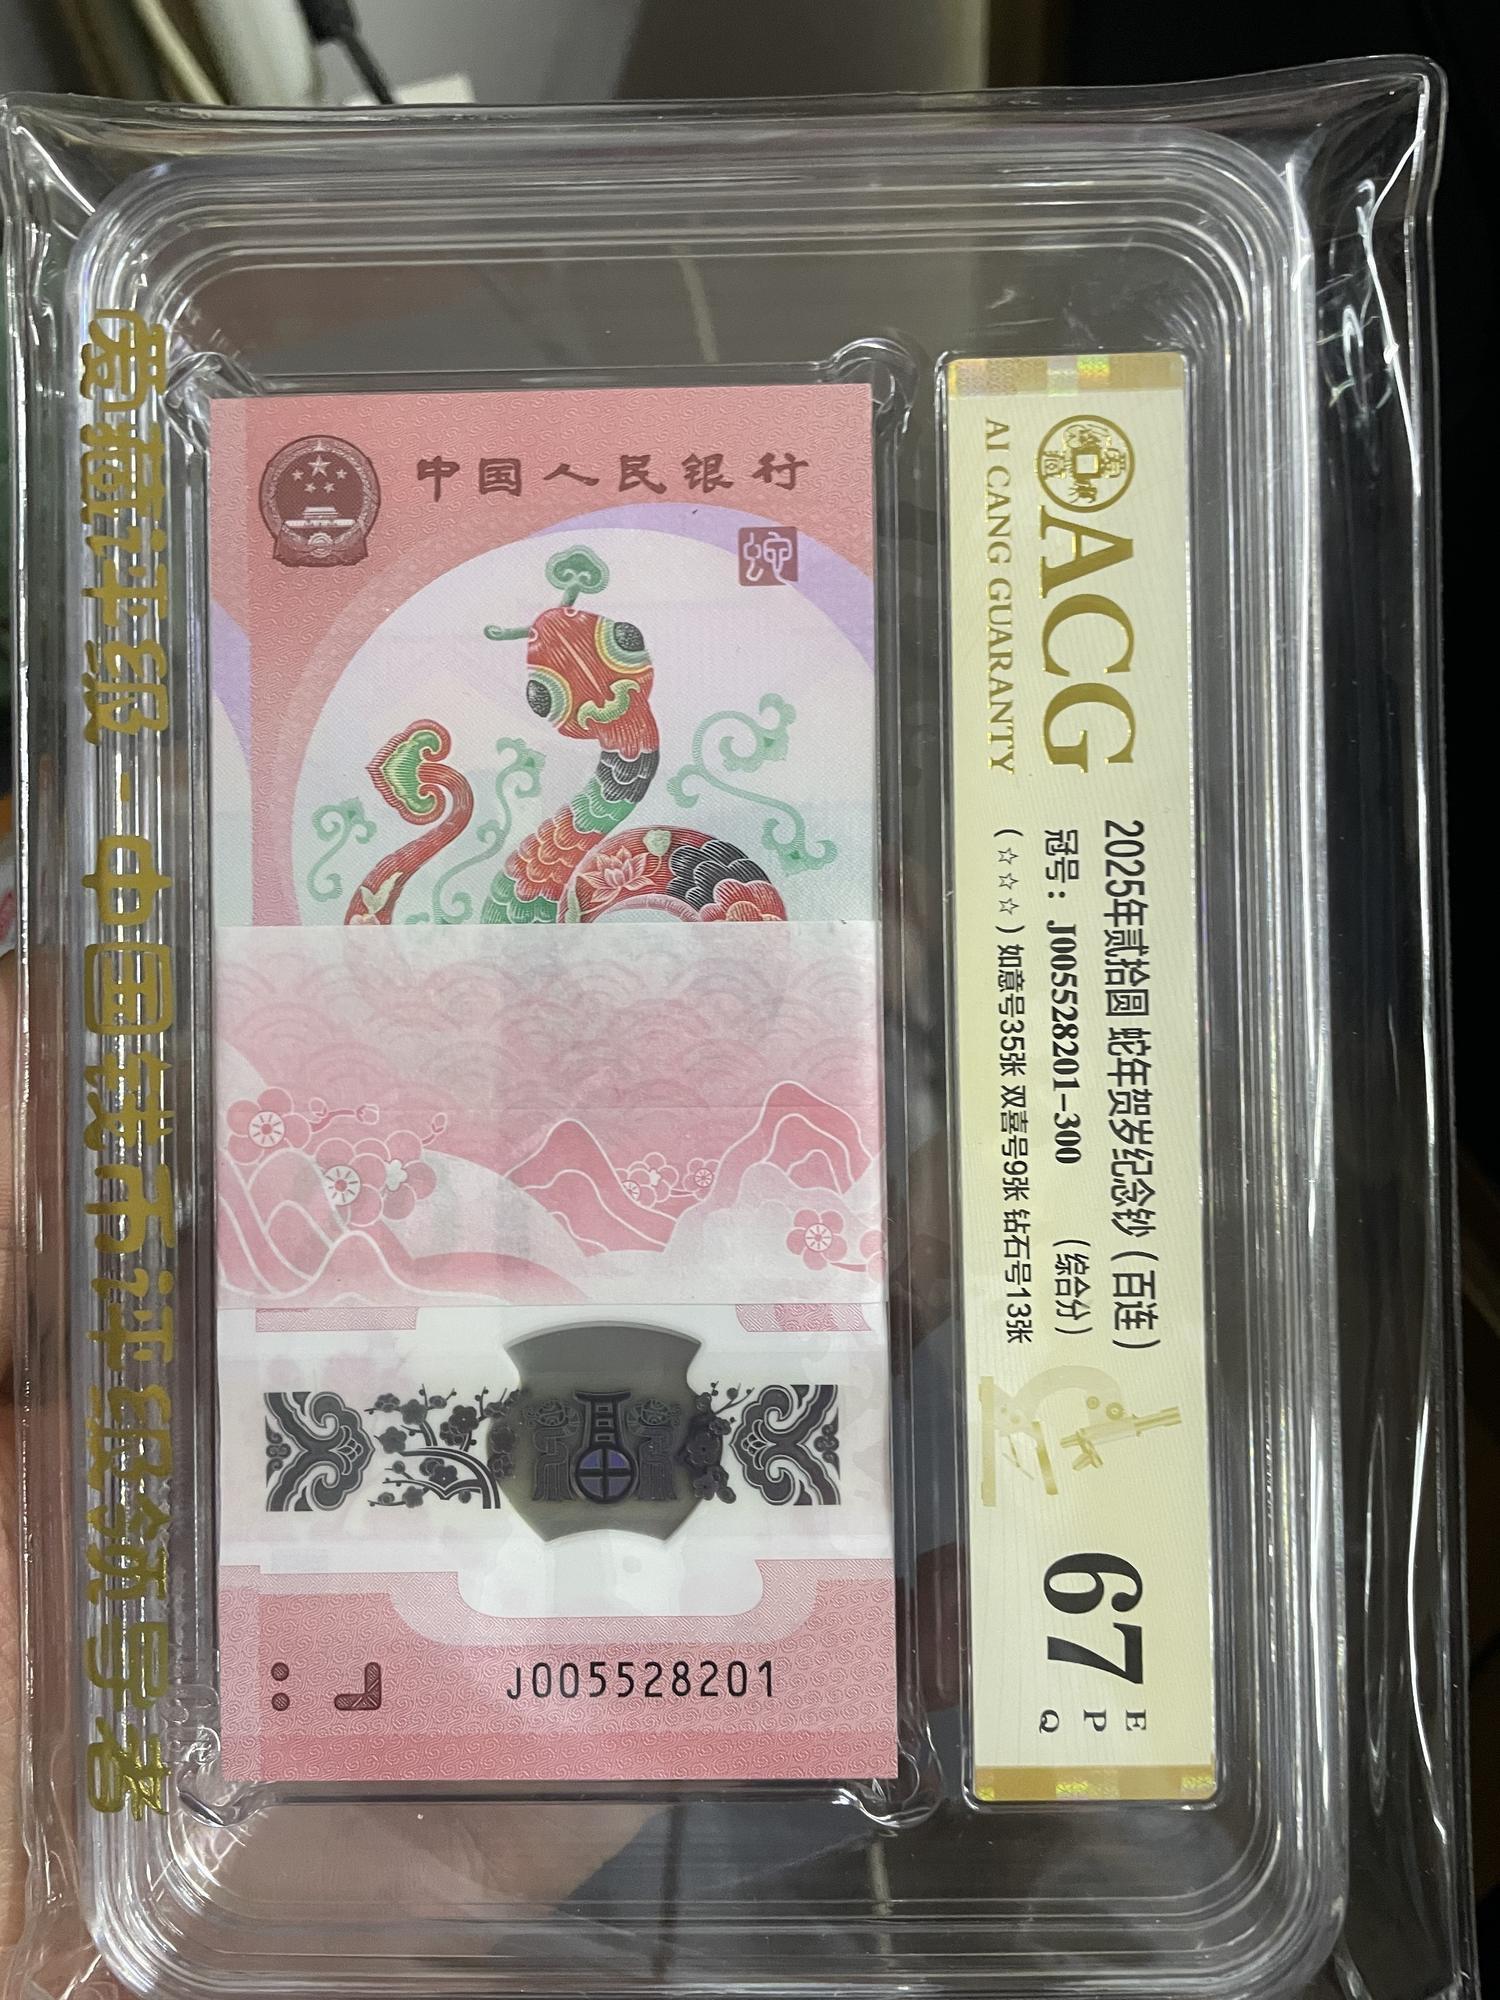 中国人民银行
蛇
J005528201
ACG
AI CANG GUARANTY
2025年贰拾圆 蛇年贺岁纪念钞（百连）
冠号：J005528201-300 （综合分）
（☆☆☆）如意号35张 双喜号9张 钻石号13张
67
E
P
Q
爱藏评级-中国钱币评级领导者